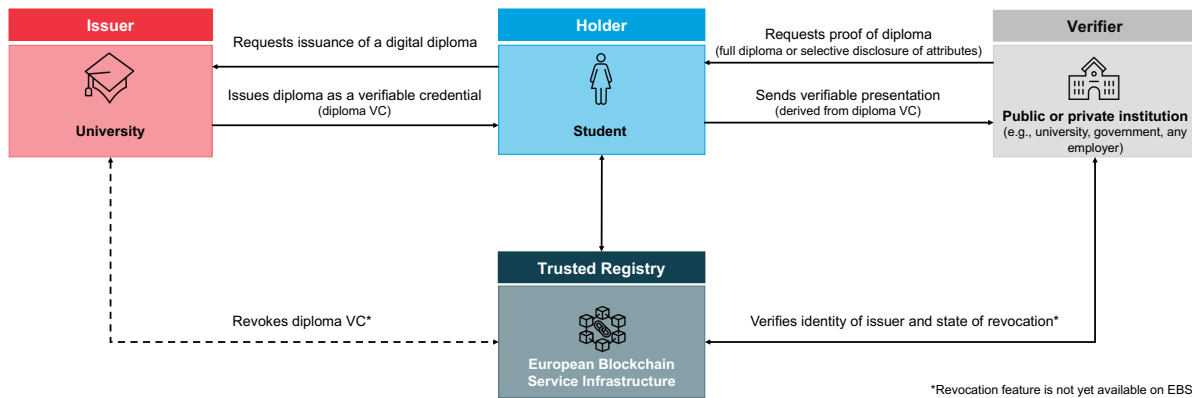 Issuer
University
Requests issuance of a digital diploma
Issues diploma as a verifiable credential
(diploma VC)
Holder
Student
Requests proof of diploma
(full diploma or selective disclosure of attributes)
Sends verifiable presentation
(derived from diploma VC)
Verifier
Public or private institution
(e.g., university, government, any
employer)
Trusted Registry
European Blockchain
Service Infrastructure
Revokes diploma VC*
Verifies identity of issuer and state of revocation*
*Revocation feature is not yet available on EBS